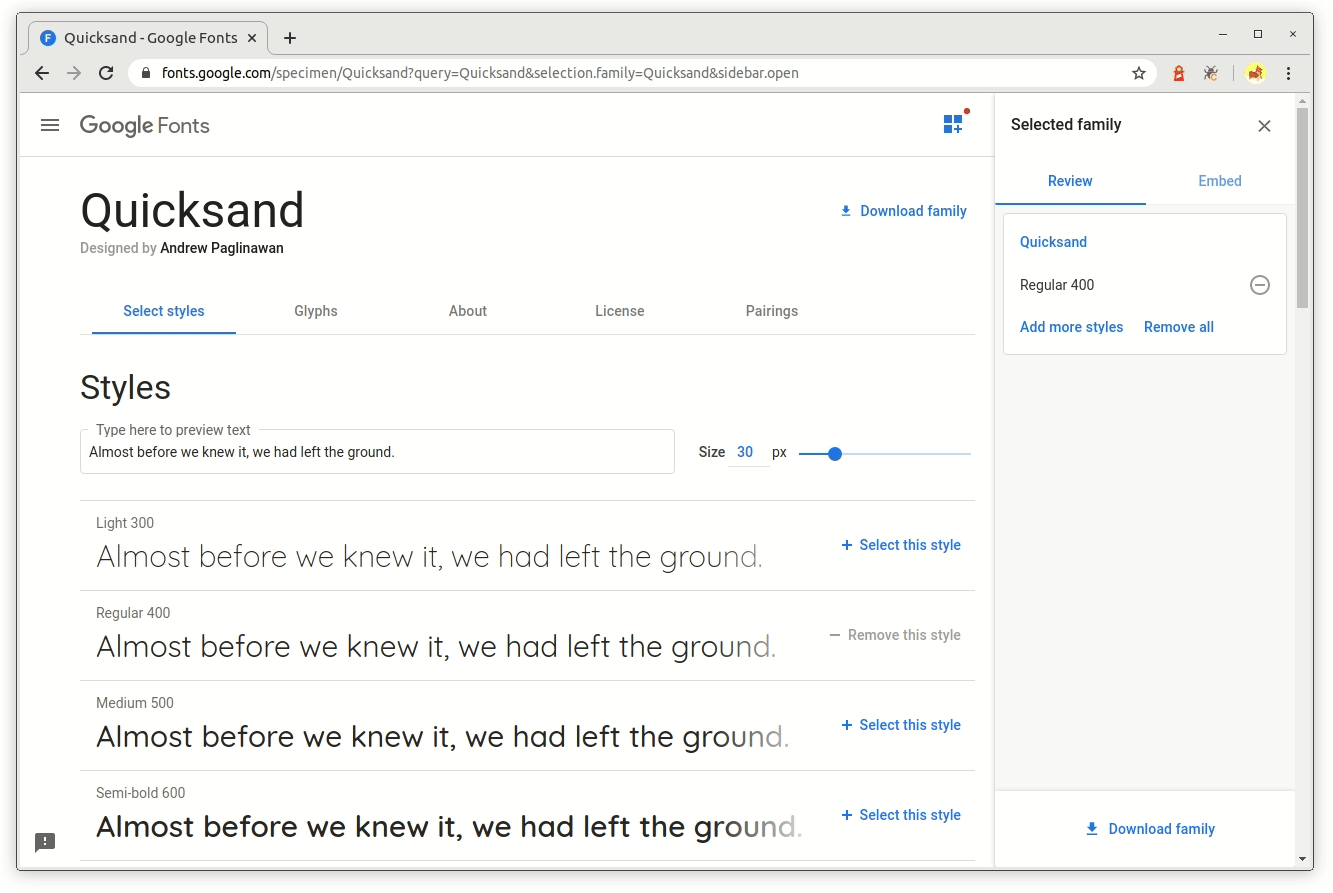 Quicksand - Google Fonts
fonts.google.com/specimen/Quicksand?query=Quicksand&selection.family=Quicksand&sidebar.open
Google Fonts
Quicksand
Designed by Andrew Paglinawan
Download family
Select styles Glyphs About License Pairings
Styles
Type here to preview text
Almost before we knew it, we had left the ground.
Size 30 px
Light 300
Almost before we knew it, we had left the ground.
Select this style
Regular 400
Almost before we knew it, we had left the ground.
Remove this style
Medium 500
Almost before we knew it, we had left the ground.
Select this style
Semi-bold 600
Almost before we knew it, we had left the ground.
Select this style
Selected family
Review Embed
Quicksand
Regular 400
Add more styles Remove all
Download family